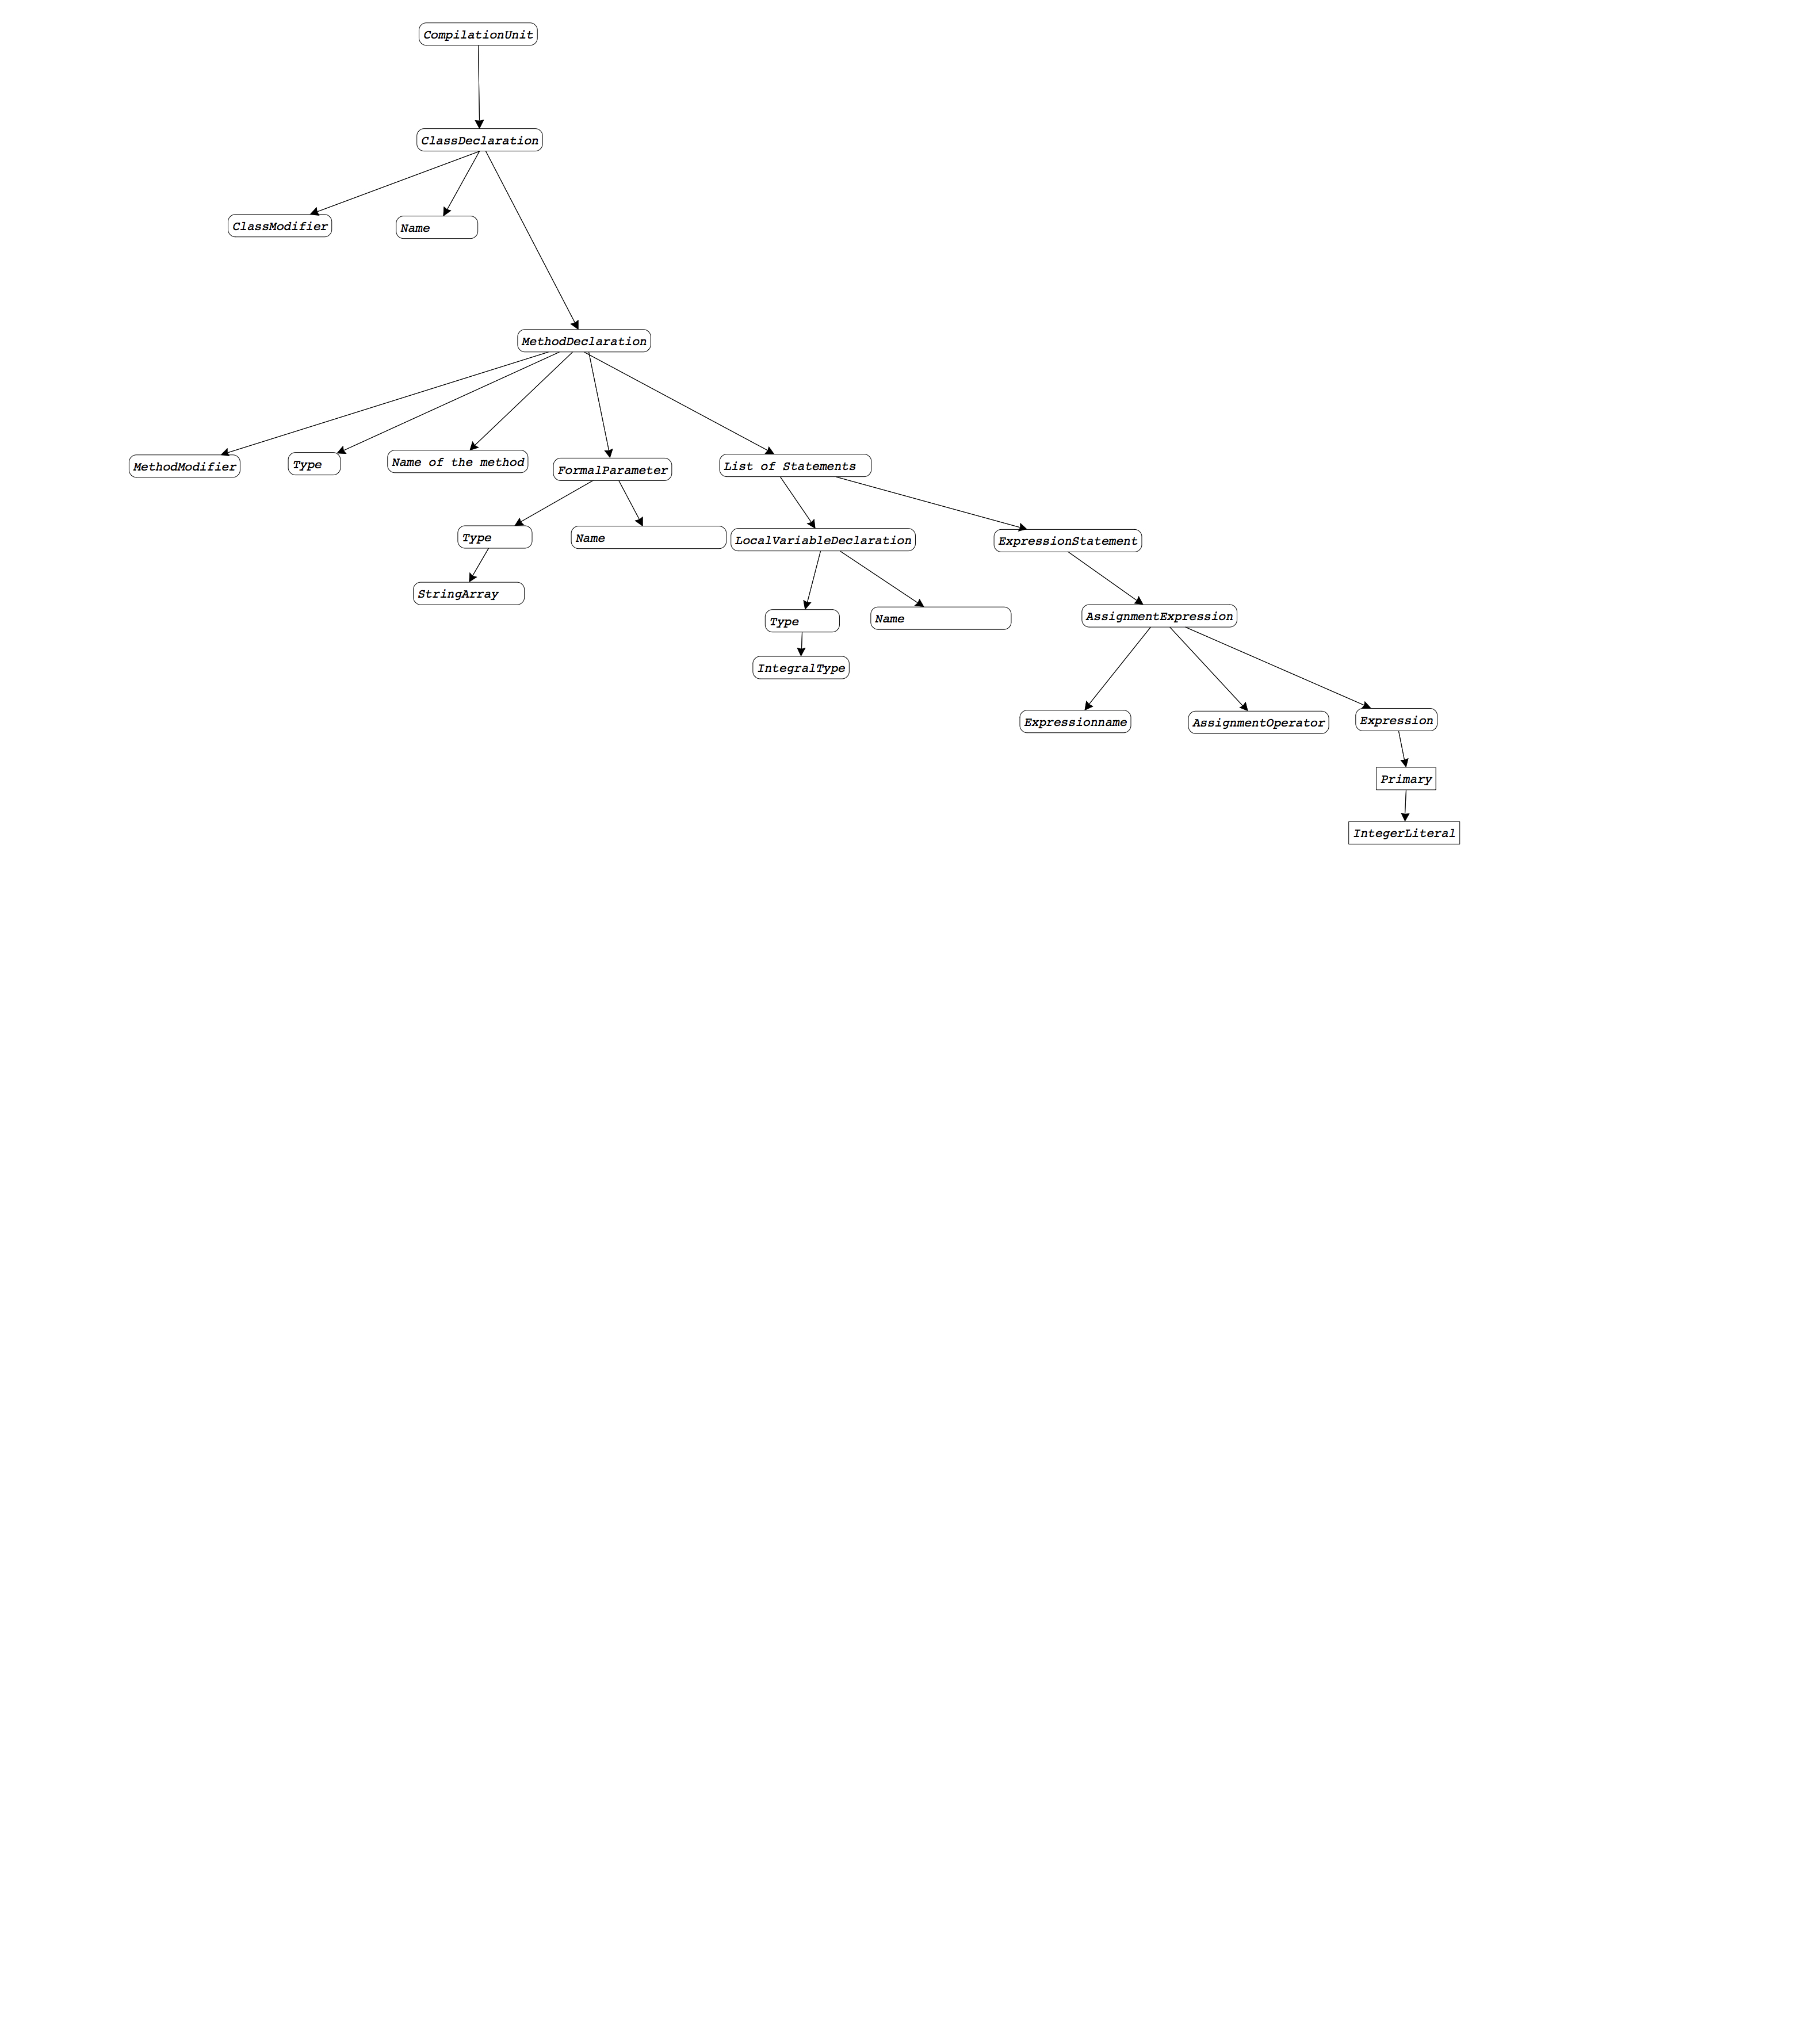 CompilationUnit
ClassDeclaration
ClassModifier
Name
MethodDeclaration
MethodModifier
Type
Name of the method
FormalParameter
List of Statements
Type
Name
LocalVariableDeclaration
ExpressionStatement
StringArray
Type
Name
AssignmentExpression
IntegralType
Expressionname
AssignmentOperator
Expression
Primary
IntegerLiteral